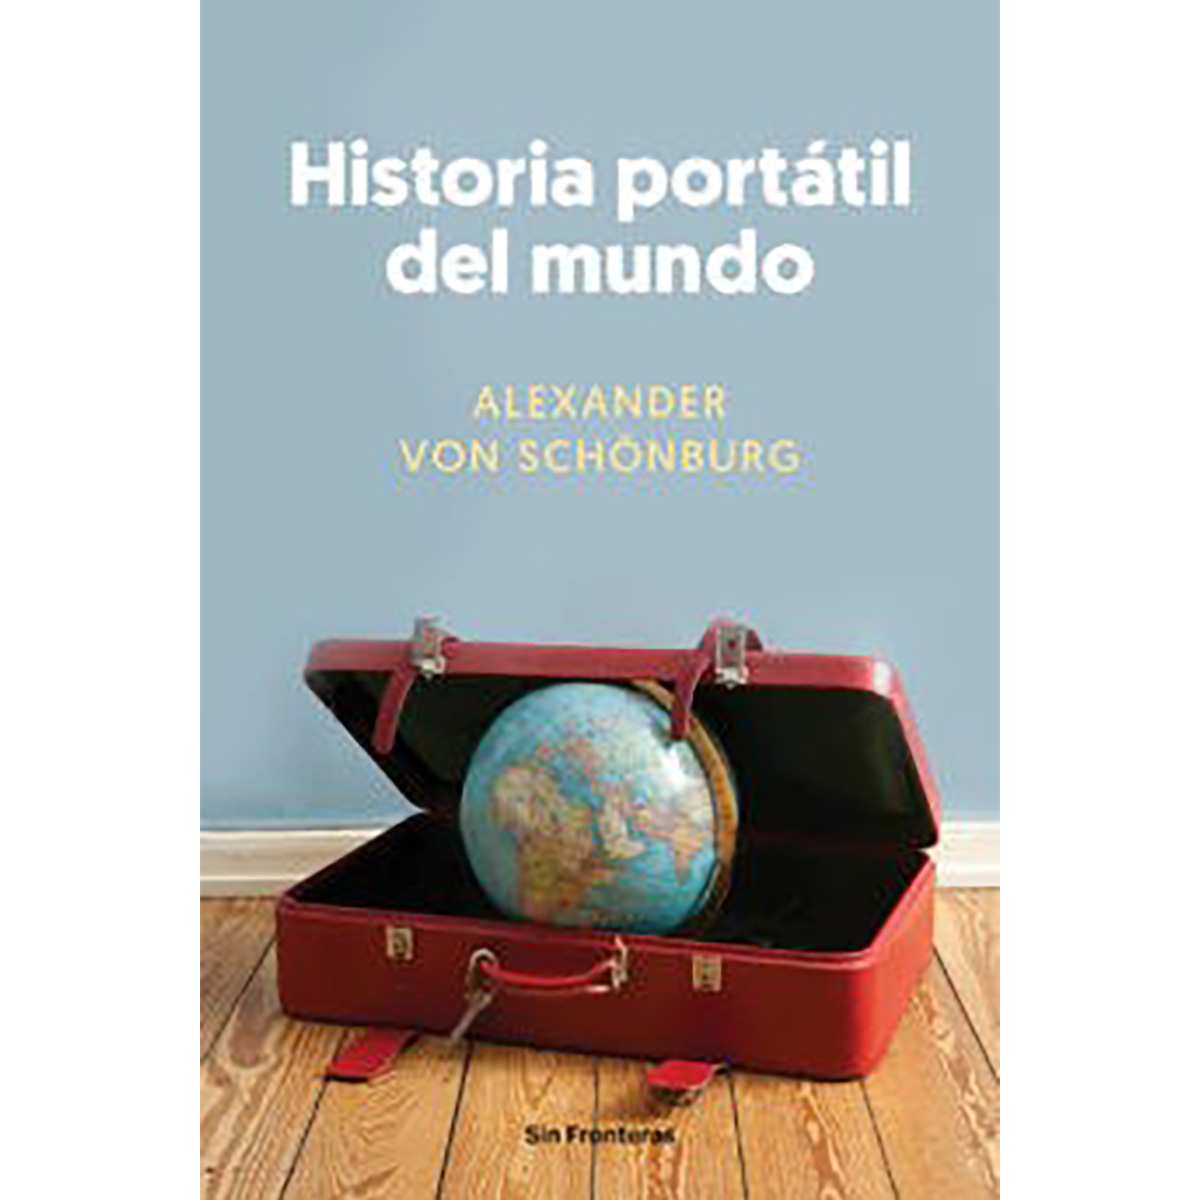 Historia portátil
del mundo
ALEXANDER
VON SCHÖNBURG
Sin Fronteras